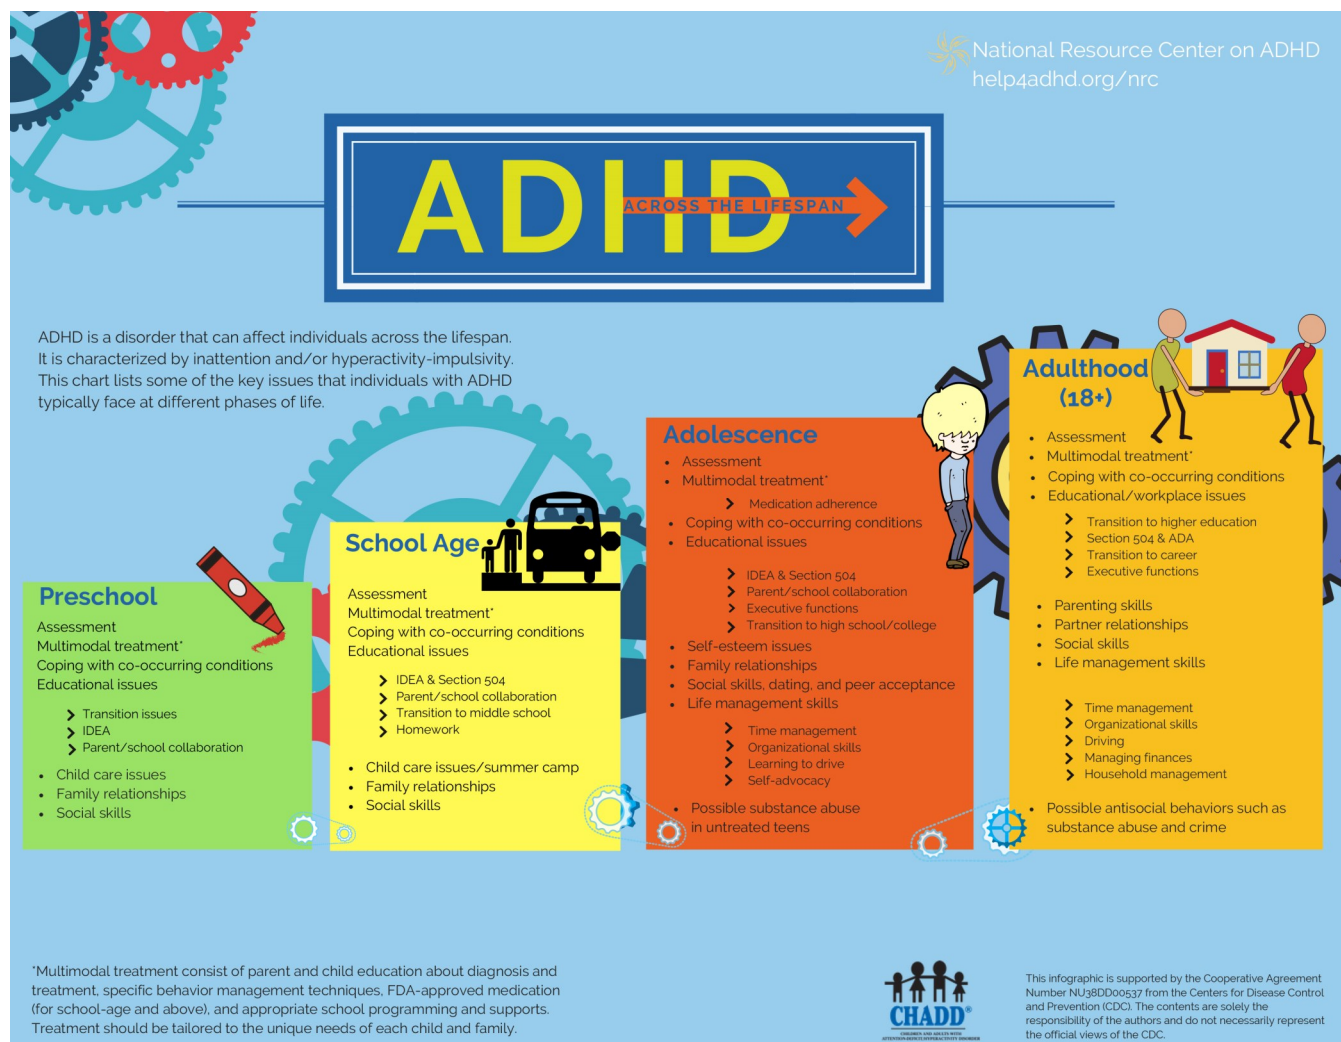 National Resource Center on ADHD
help4adhd.org/nrc
ADHD
ACROSS THE LIFESPAN
ADHD is a disorder that can affect individuals across the lifespan.
It is characterized by inattention and/or hyperactivity-impulsivity.
This chart lists some of the key issues that individuals with ADHD
typically face at different phases of life.
Preschool
Assessment
Multimodal treatment*
Coping with co-occurring conditions
Educational issues
Transition issues
IDEA
Parent/school collaboration
• Child care issues
• Family relationships
• Social skills
School Age
Assessment
Multimodal treatment*
Coping with co-occurring conditions
Educational issues
IDEA & Section 504
Parent/school collaboration
Transition to middle school
Homework
• Child care issues/summer camp
• Family relationships
• Social skills
Adolescence
• Assessment
• Multimodal treatment*
Medication adherence
• Coping with co-occurring conditions
• Educational issues
IDEA & Section 504
Parent/school collaboration
Executive functions
Transition to high school/college
• Self-esteem issues
• Family relationships
• Social skills, dating, and peer acceptance
• Life management skills
Time management
Organizational skills
Learning to drive
Self-advocacy
• Possible substance abuse
in untreated teens
Adulthood
(18+)
• Assessment
• Multimodal treatment*
• Coping with co-occurring conditions
• Educational/workplace issues
Transition to higher education
Section 504 & ADA
Transition to career
Executive functions
• Parenting skills
• Partner relationships
• Social skills
• Life management skills
Time management
Organizational skills
Driving
Managing finances
Household management
• Possible antisocial behaviors such as
substance abuse and crime
*Multimodal treatment consist of parent and child education about diagnosis and
treatment, specific behavior management techniques, FDA-approved medication
(for school-age and above), and appropriate school programming and supports.
Treatment should be tailored to the unique needs of each child and family.
CHADD®
CHILDREN AND ADULTS WITH
ATTENTION-DEFICIT/HYPERACTIVITY DISORDER
This infographic is supported by the Cooperative Agreement
Number NU38DD00537 from the Centers for Disease Control
and Prevention (CDC). The contents are solely the
responsibility of the authors and do not necessarily represent
the official views of the CDC.